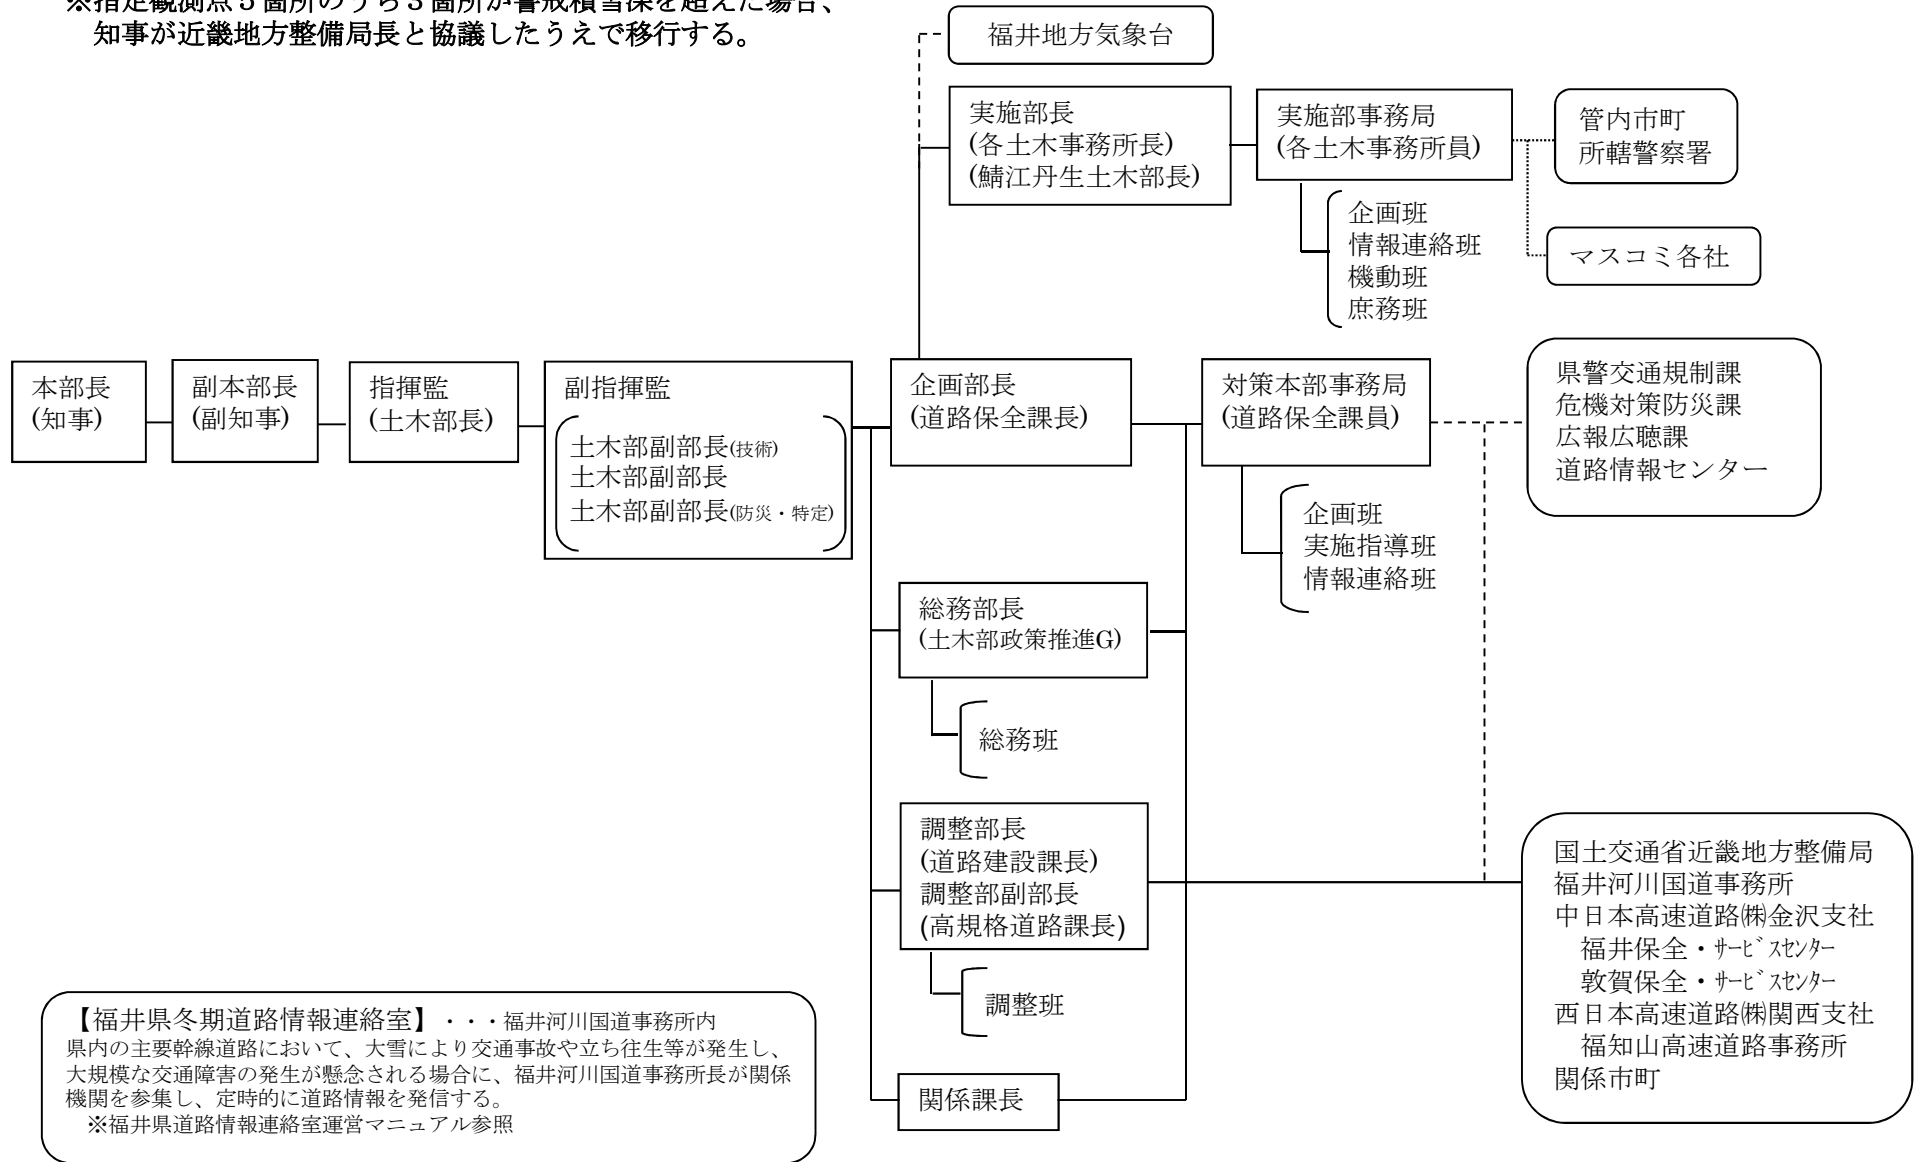 ※指定観測点５箇所のうち３箇所が警戒積雪深を超えた場合、
知事が近畿地方整備局長と協議したうえで移行する。
福井地方気象台
実施部長
(各土木事務所長)
(鯖江丹生土木部長)
実施部事務局
(各土木事務所員)
管内市町
所轄警察署
企画班
情報連絡班
機動班
庶務班
マスコミ各社
本部長
(知事)
副本部長
(副知事)
指揮監
(土木部長)
副指揮監
土木部副部長(技術)
土木部副部長
土木部副部長(防災・特定)
企画部長
(道路保全課長)
対策本部事務局
(道路保全課員)
県警交通規制課
危機対策防災課
広報広聴課
道路情報センター
企画班
実施指導班
情報連絡班
総務部長
(土木部政策推進G)
総務班
調整部長
(道路建設課長)
調整部副部長
(高規格道路課長)
調整班
関係課長
国土交通省近畿地方整備局
福井河川国道事務所
中日本高速道路㈱金沢支社
福井保全・ｻｰﾋﾞｽｾﾝﾀｰ
敦賀保全・ｻｰﾋﾞｽｾﾝﾀｰ
西日本高速道路㈱関西支社
福知山高速道路事務所
関係市町
【福井県冬期道路情報連絡室】・・・福井河川国道事務所内
県内の主要幹線道路において、大雪により交通事故や立ち往生等が発生し、
大規模な交通障害の発生が懸念される場合に、福井河川国道事務所長が関係
機関を参集し、定時的に道路情報を発信する。
※福井県道路情報連絡室運営マニュアル参照